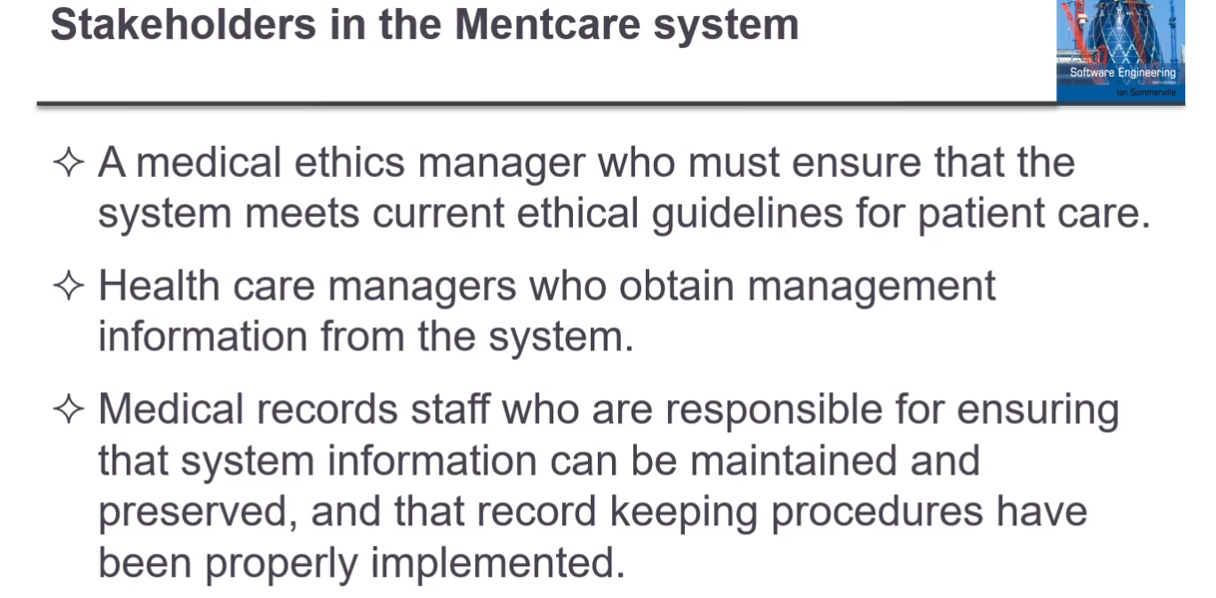 Stakeholders in the Mentcare system
Software Engineering
Ian Sommerville
✧ A medical ethics manager who must ensure that the
system meets current ethical guidelines for patient care.
✧ Health care managers who obtain management
information from the system.
✧ Medical records staff who are responsible for ensuring
that system information can be maintained and
preserved, and that record keeping procedures have
been properly implemented.